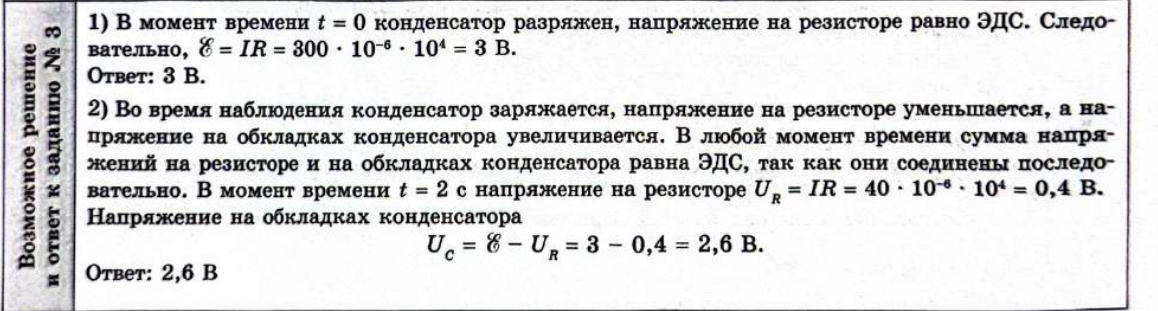 Возможное решение
и ответ к заданию № 3
1) В момент времени t = 0 конденсатор разряжен, напряжение на резисторе равно ЭДС. Следо-
вательно, ℰ = IR = 300 · 10⁻⁶ · 10⁴ = 3 В.
Ответ: 3 В.
2) Во время наблюдения конденсатор заряжается, напряжение на резисторе уменьшается, а на-
пряжение на обкладках конденсатора увеличивается. В любой момент времени сумма напря-
жений на резисторе и на обкладках конденсатора равна ЭДС, так как они соединены последо-
вательно. В момент времени t = 2 с напряжение на резисторе U_R = IR = 40 · 10⁻⁶ · 10⁴ = 0,4 В.
Напряжение на обкладках конденсатора
U_C = ℰ – U_R = 3 – 0,4 = 2,6 В.
Ответ: 2,6 В